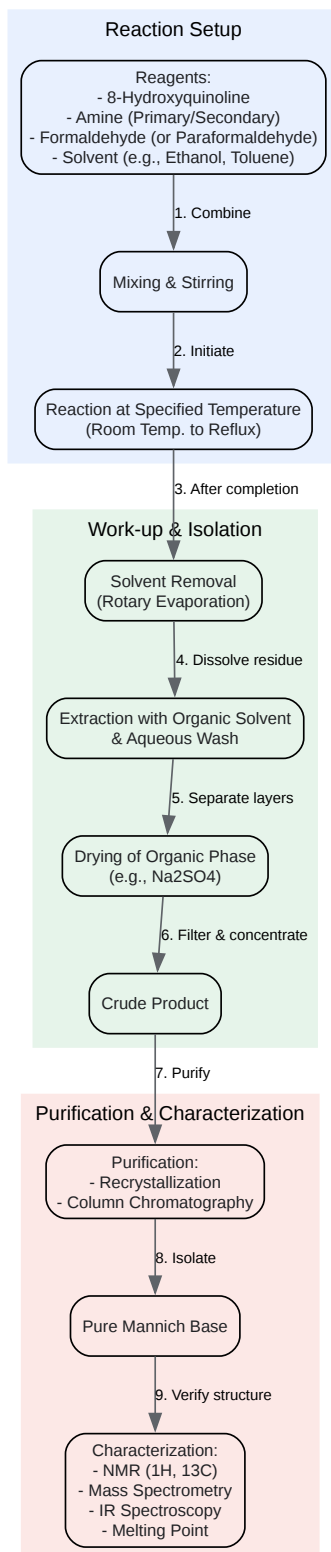 Reaction Setup
Reagents:
- 8-Hydroxyquinoline
- Amine (Primary/Secondary)
- Formaldehyde (or Paraformaldehyde)
- Solvent (e.g., Ethanol, Toluene)
1. Combine
Mixing & Stirring
2. Initiate
Reaction at Specified Temperature
(Room Temp. to Reflux)
3. After completion
Work-up & Isolation
Solvent Removal
(Rotary Evaporation)
4. Dissolve residue
Extraction with Organic Solvent
& Aqueous Wash
5. Separate layers
Drying of Organic Phase
(e.g., Na2SO4)
6. Filter & concentrate
Crude Product
7. Purify
Purification & Characterization
Purification:
- Recrystallization
- Column Chromatography
8. Isolate
Pure Mannich Base
9. Verify structure
Characterization:
- NMR (1H, 13C)
- Mass Spectrometry
- IR Spectroscopy
- Melting Point